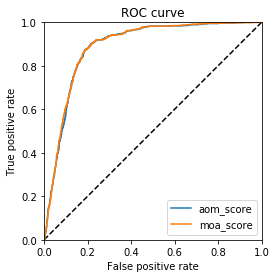 ROC curve
True positive rate
1.0
0.8
0.6
0.4
0.2
0.0
aom_score
moa_score
0.0 0.2 0.4 0.6 0.8 1.0
False positive rate